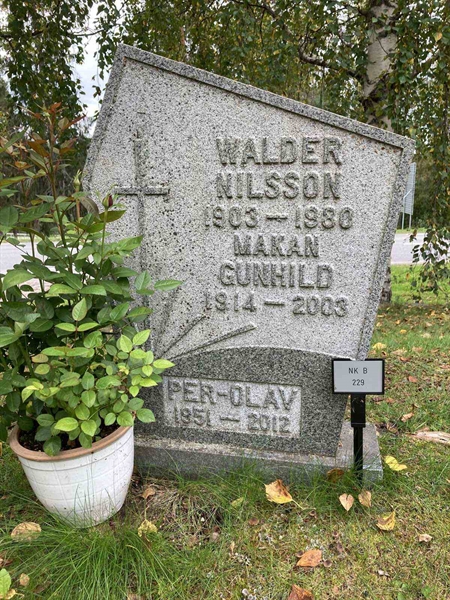 WALDER
NILSSON
1903 — 1980
MAKAN
GUNHILD
1914 — 2003
PER-OLAV
1951 — 2012
NK B
229